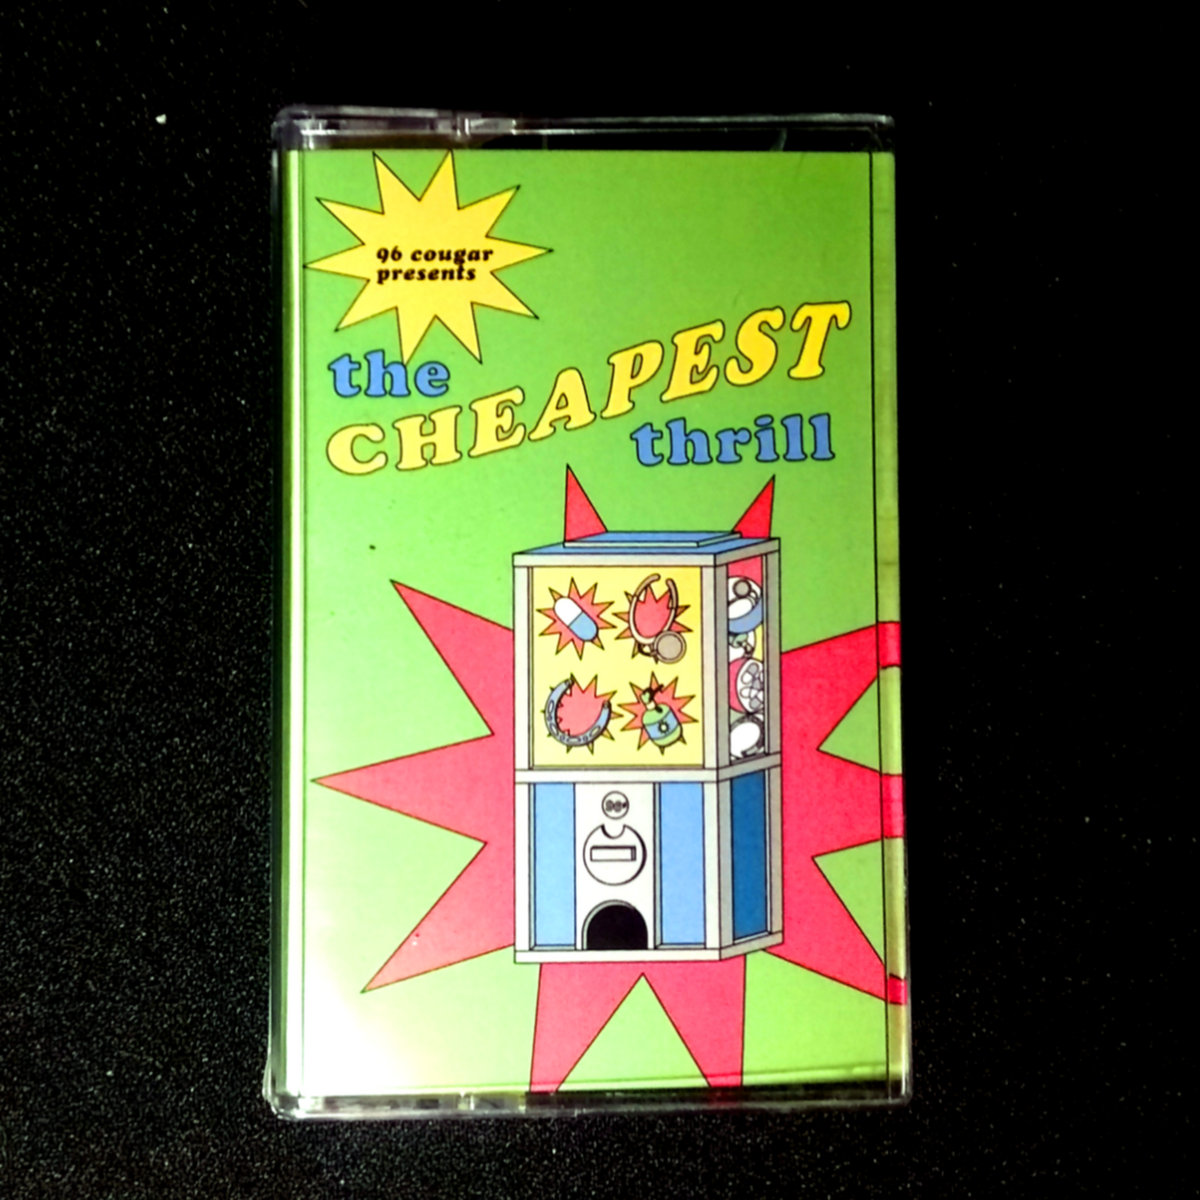 96 cougar
presents
the
CHEAPEST
thrill